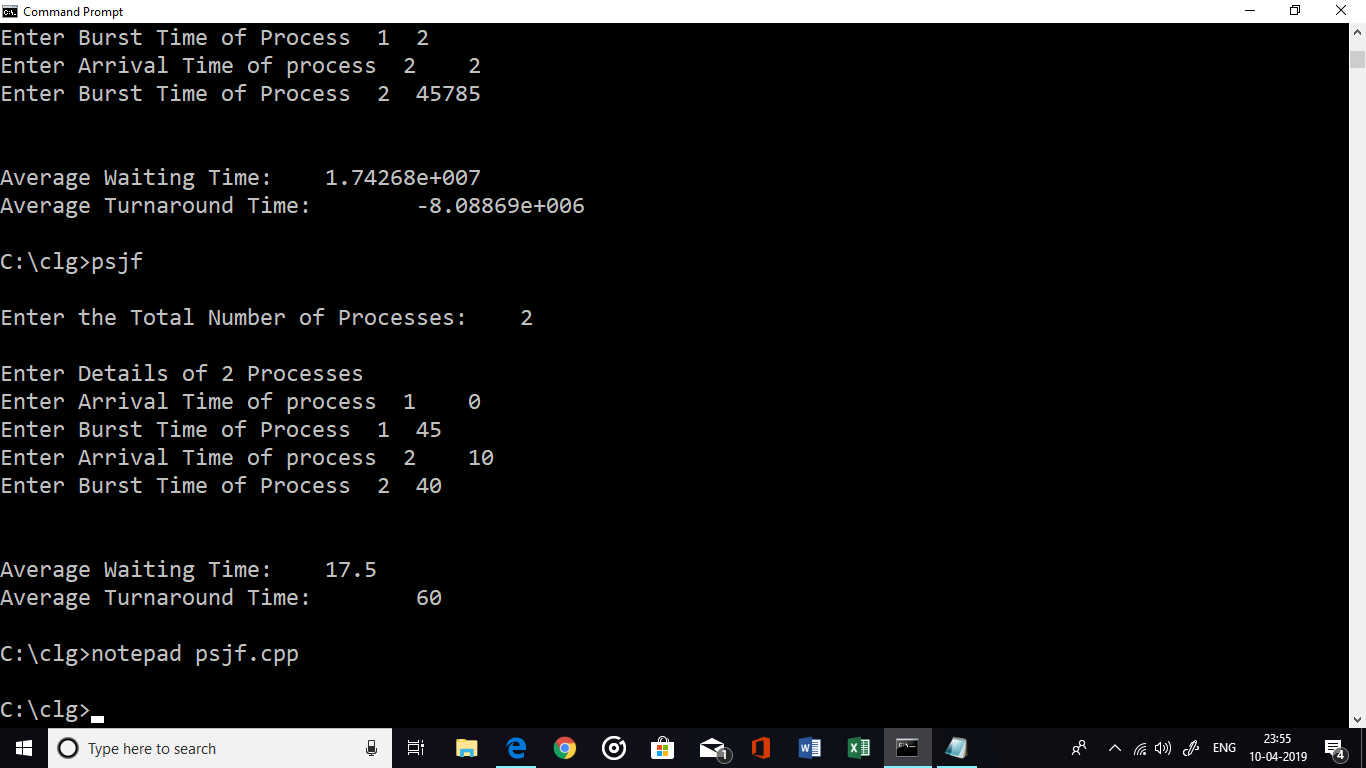 Command Prompt
Enter Burst Time of Process 1 2
Enter Arrival Time of process 2 2
Enter Burst Time of Process 2 45785
Average Waiting Time: 1.74268e+007
Average Turnaround Time: -8.08869e+006
C:\clg>psjf
Enter the Total Number of Processes: 2
Enter Details of 2 Processes
Enter Arrival Time of process 1 0
Enter Burst Time of Process 1 45
Enter Arrival Time of process 2 10
Enter Burst Time of Process 2 40
Average Waiting Time: 17.5
Average Turnaround Time: 60
C:\clg>notepad psjf.cpp
C:\clg>
Type here to search
1
ENG
23:55
10-04-2019
4